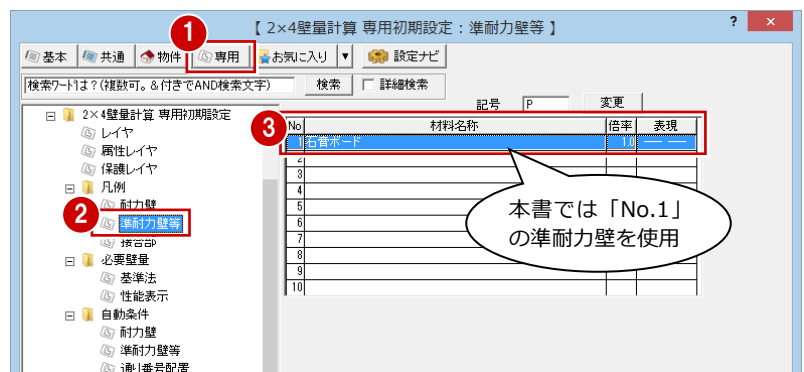 【 2×4壁量計算 専用初期設定：準耐力壁等 】
? ×
1
基本 共通 物件 専用 お気に入り ▼ 設定ナビ
検索ワードは？(複数可。&付きでAND検索文字) 検索 詳細検索
記号 P 変更
2×4壁量計算 専用初期設定
レイヤ
属性レイヤ
保護レイヤ
凡例
耐力壁
2
準耐力壁等
接合部
必要壁量
基準法
性能表示
自動条件
耐力壁
準耐力壁等
通り番号配置
3
No 材料名称 倍率 表現
1 石膏ボード 1.0
2
3
4
5
6
7
8
9
10
本書では「No.1」
の準耐力壁を使用